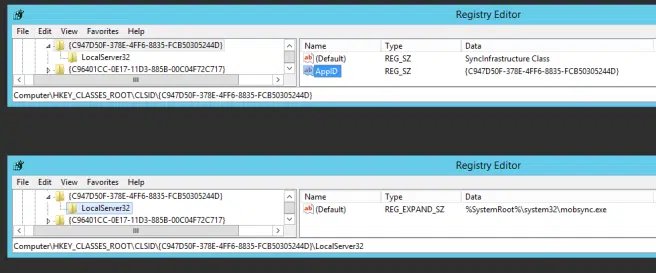 Registry Editor
File Edit View Favorites Help
{C947D50F-378E-4FF6-8835-FCB50305244D}
LocalServer32
{C96401CC-0E17-11D3-885B-00C04F72C717}
Name Type Data
(Default) REG_SZ SyncInfrastructure Class
AppID REG_SZ {C947D50F-378E-4FF6-8835-FCB50305244D}
Computer\HKEY_CLASSES_ROOT\CLSID\{C947D50F-378E-4FF6-8835-FCB50305244D}
Registry Editor
File Edit View Favorites Help
{C947D50F-378E-4FF6-8835-FCB50305244D}
LocalServer32
{C96401CC-0E17-11D3-885B-00C04F72C717}
Name Type Data
(Default) REG_EXPAND_SZ %SystemRoot%\system32\mobsync.exe
Computer\HKEY_CLASSES_ROOT\CLSID\{C947D50F-378E-4FF6-8835-FCB50305244D}\LocalServer32